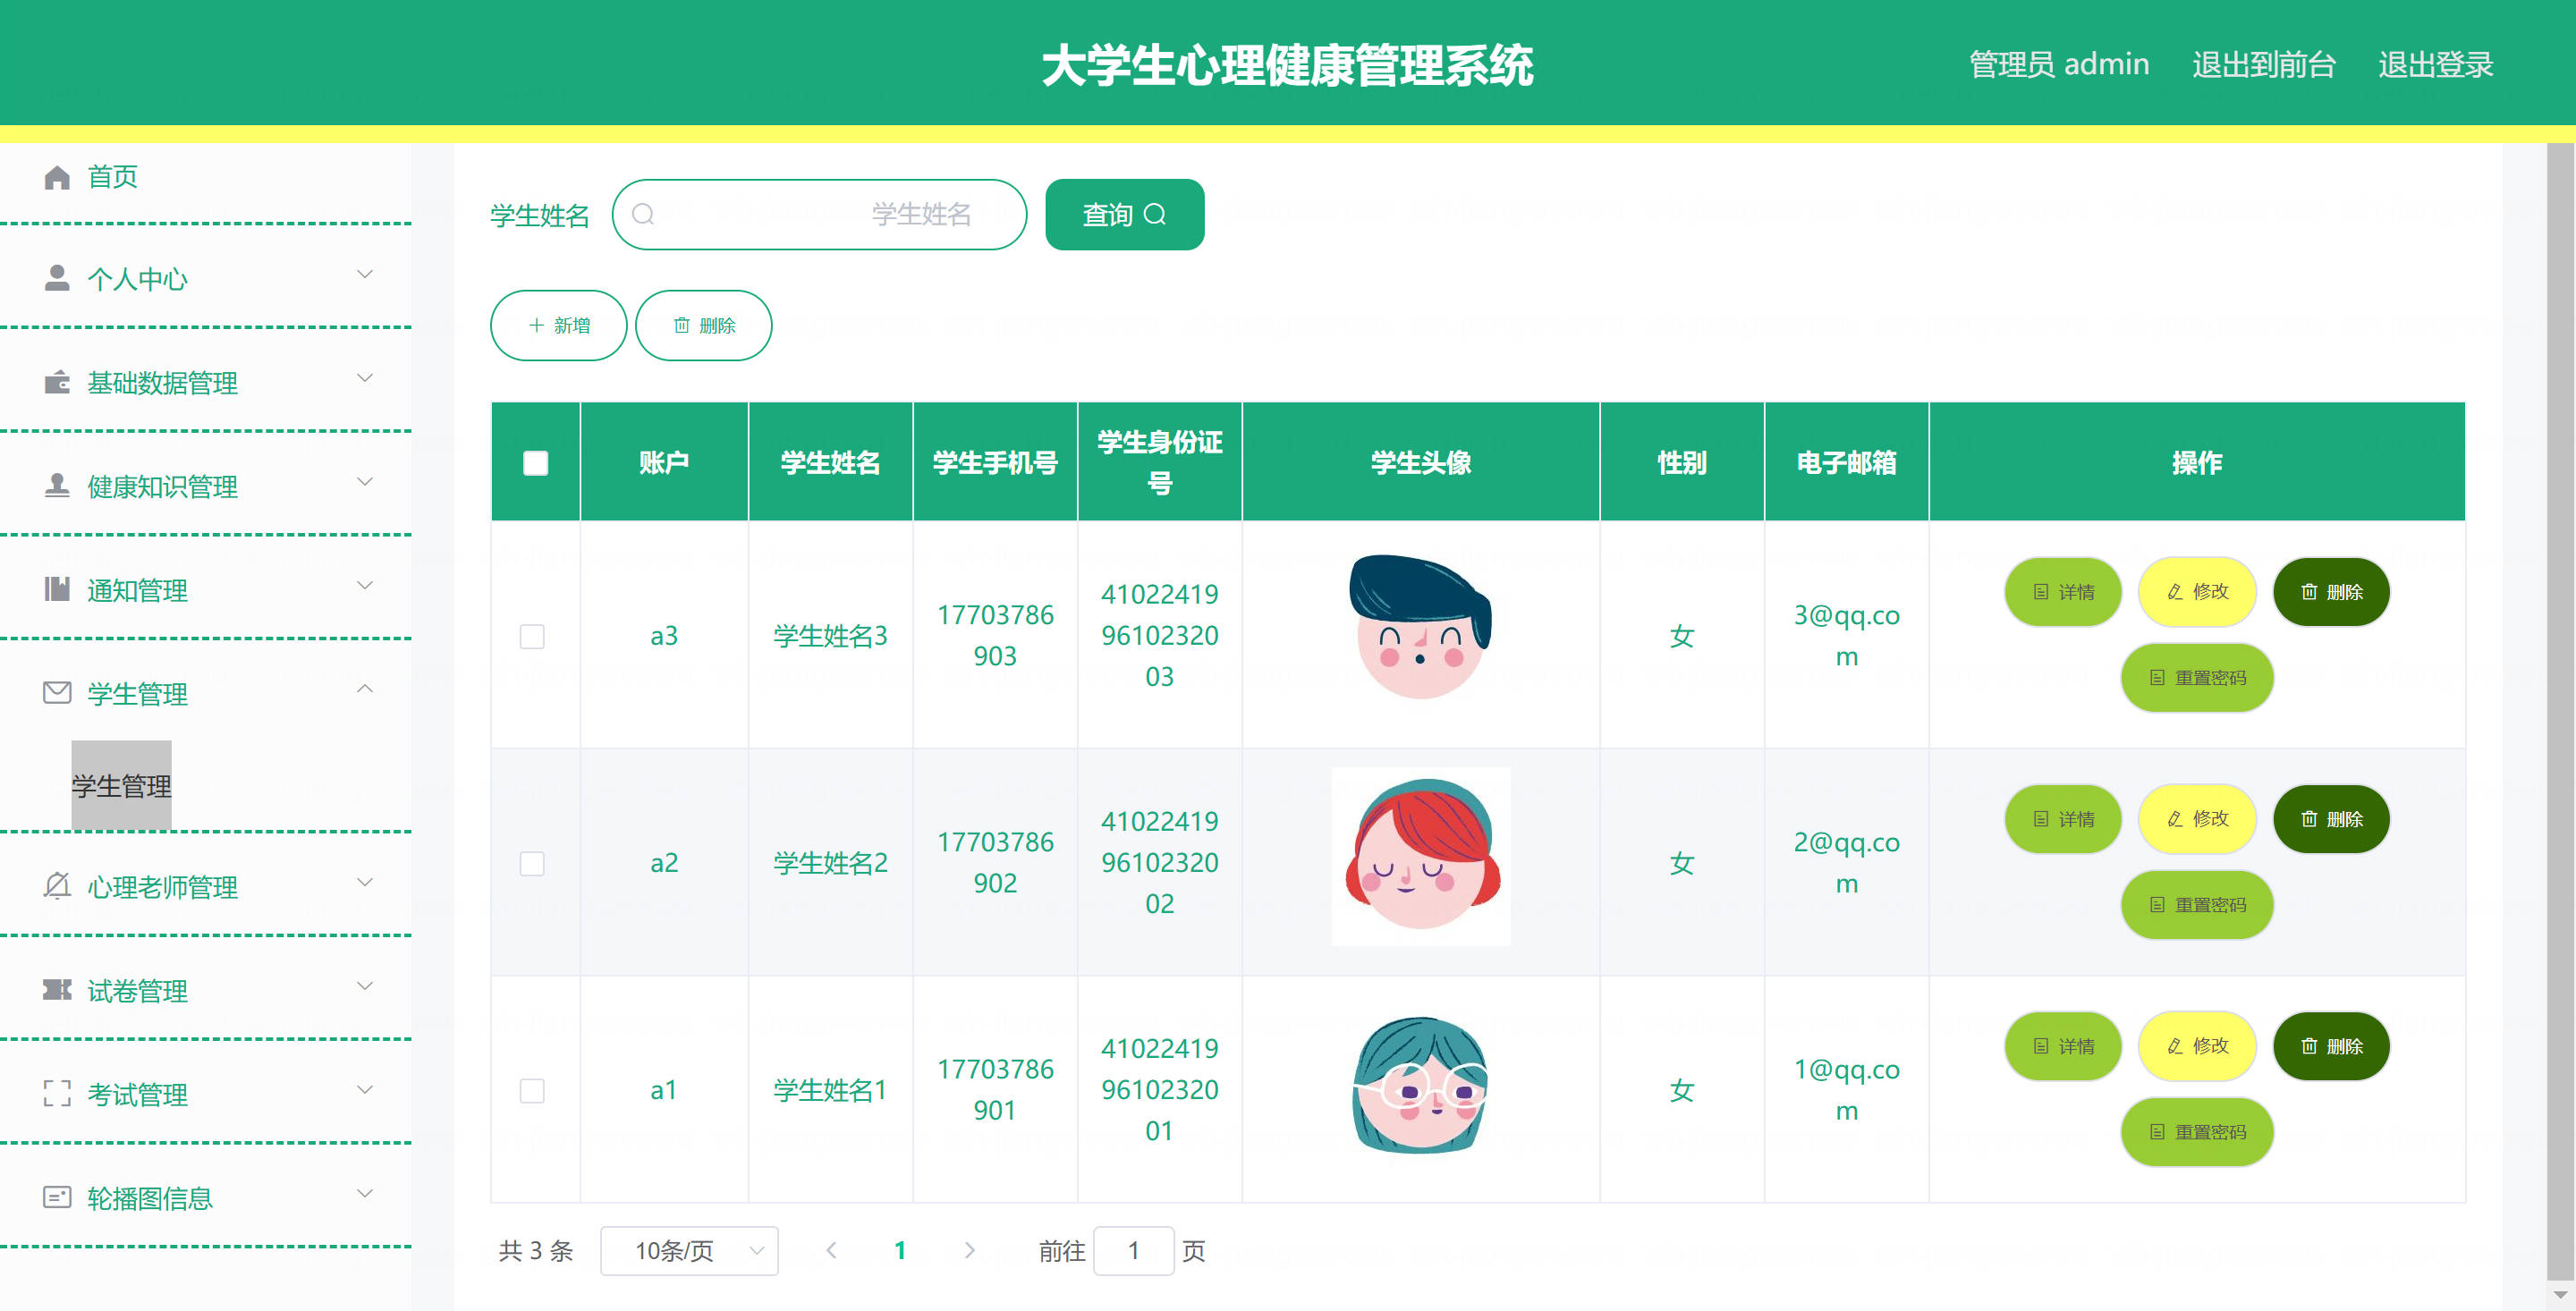 大学生心理健康管理系统
管理员 admin 退出到前台 退出登录
首页
个人中心
基础数据管理
健康知识管理
通知管理
学生管理
学生管理
心理老师管理
试卷管理
考试管理
轮播图信息
学生姓名 学生姓名 查询
新增 删除
账户 学生姓名 学生手机号 学生身份证号 学生头像 性别 电子邮箱 操作
a3 学生姓名3 17703786903 410224199610232003 女 3@qq.com 详情 修改 删除 重置密码
a2 学生姓名2 17703786902 410224199610232002 女 2@qq.com 详情 修改 删除 重置密码
a1 学生姓名1 17703786901 410224199610232001 女 1@qq.com 详情 修改 删除 重置密码
共 3 条 10条/页 1 前往 1 页